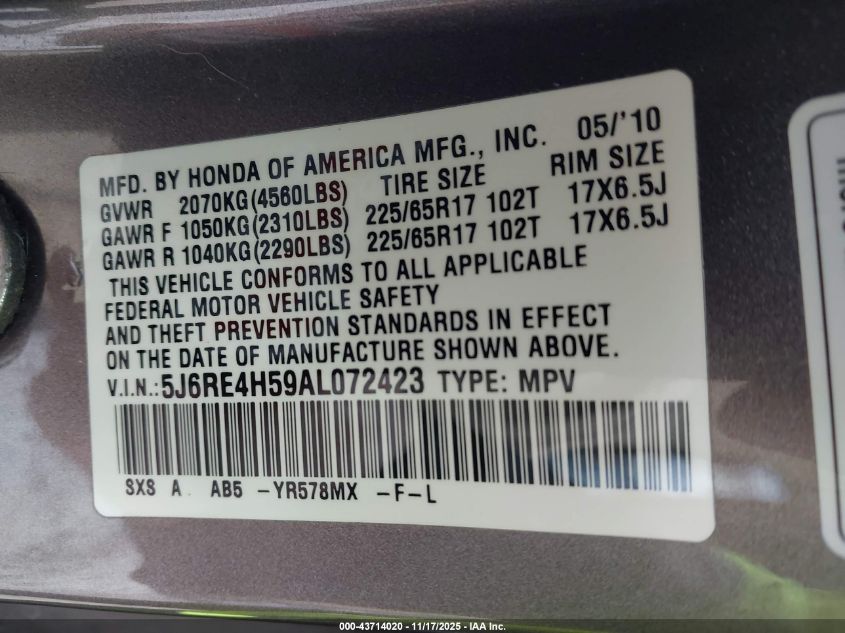 MFD. BY HONDA OF AMERICA MFG., INC. 05/'10
GVWR 2070KG(4560LBS) TIRE SIZE RIM SIZE
GAWR F 1050KG(2310LBS) 225/65R17 102T 17X6.5J
GAWR R 1040KG(2290LBS) 225/65R17 102T 17X6.5J
THIS VEHICLE CONFORMS TO ALL APPLICABLE
FEDERAL MOTOR VEHICLE SAFETY
AND THEFT PREVENTION STANDARDS IN EFFECT
ON THE DATE OF MANUFACTURE SHOWN ABOVE.
V.I.N.:5J6RE4H59AL072423 TYPE: MPV
SXS A AB5 -YR578MX -F-L
000-43714020 - 11/17/2025 - IAA Inc.